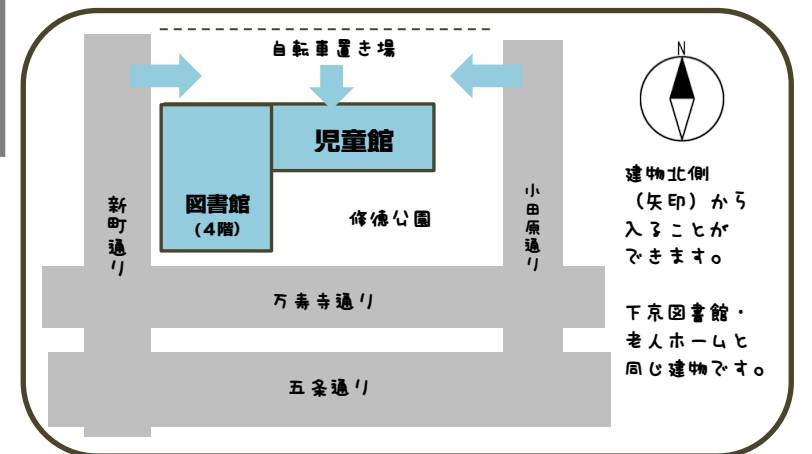 自転車置き場
N
児童館
図書館
(4階)
修徳公園
新町通り
小田原通り
万寿寺通り
五条通り
建物北側
（矢印）から
入ることが
できます。
下京図書館・
老人ホームと
同じ建物です。